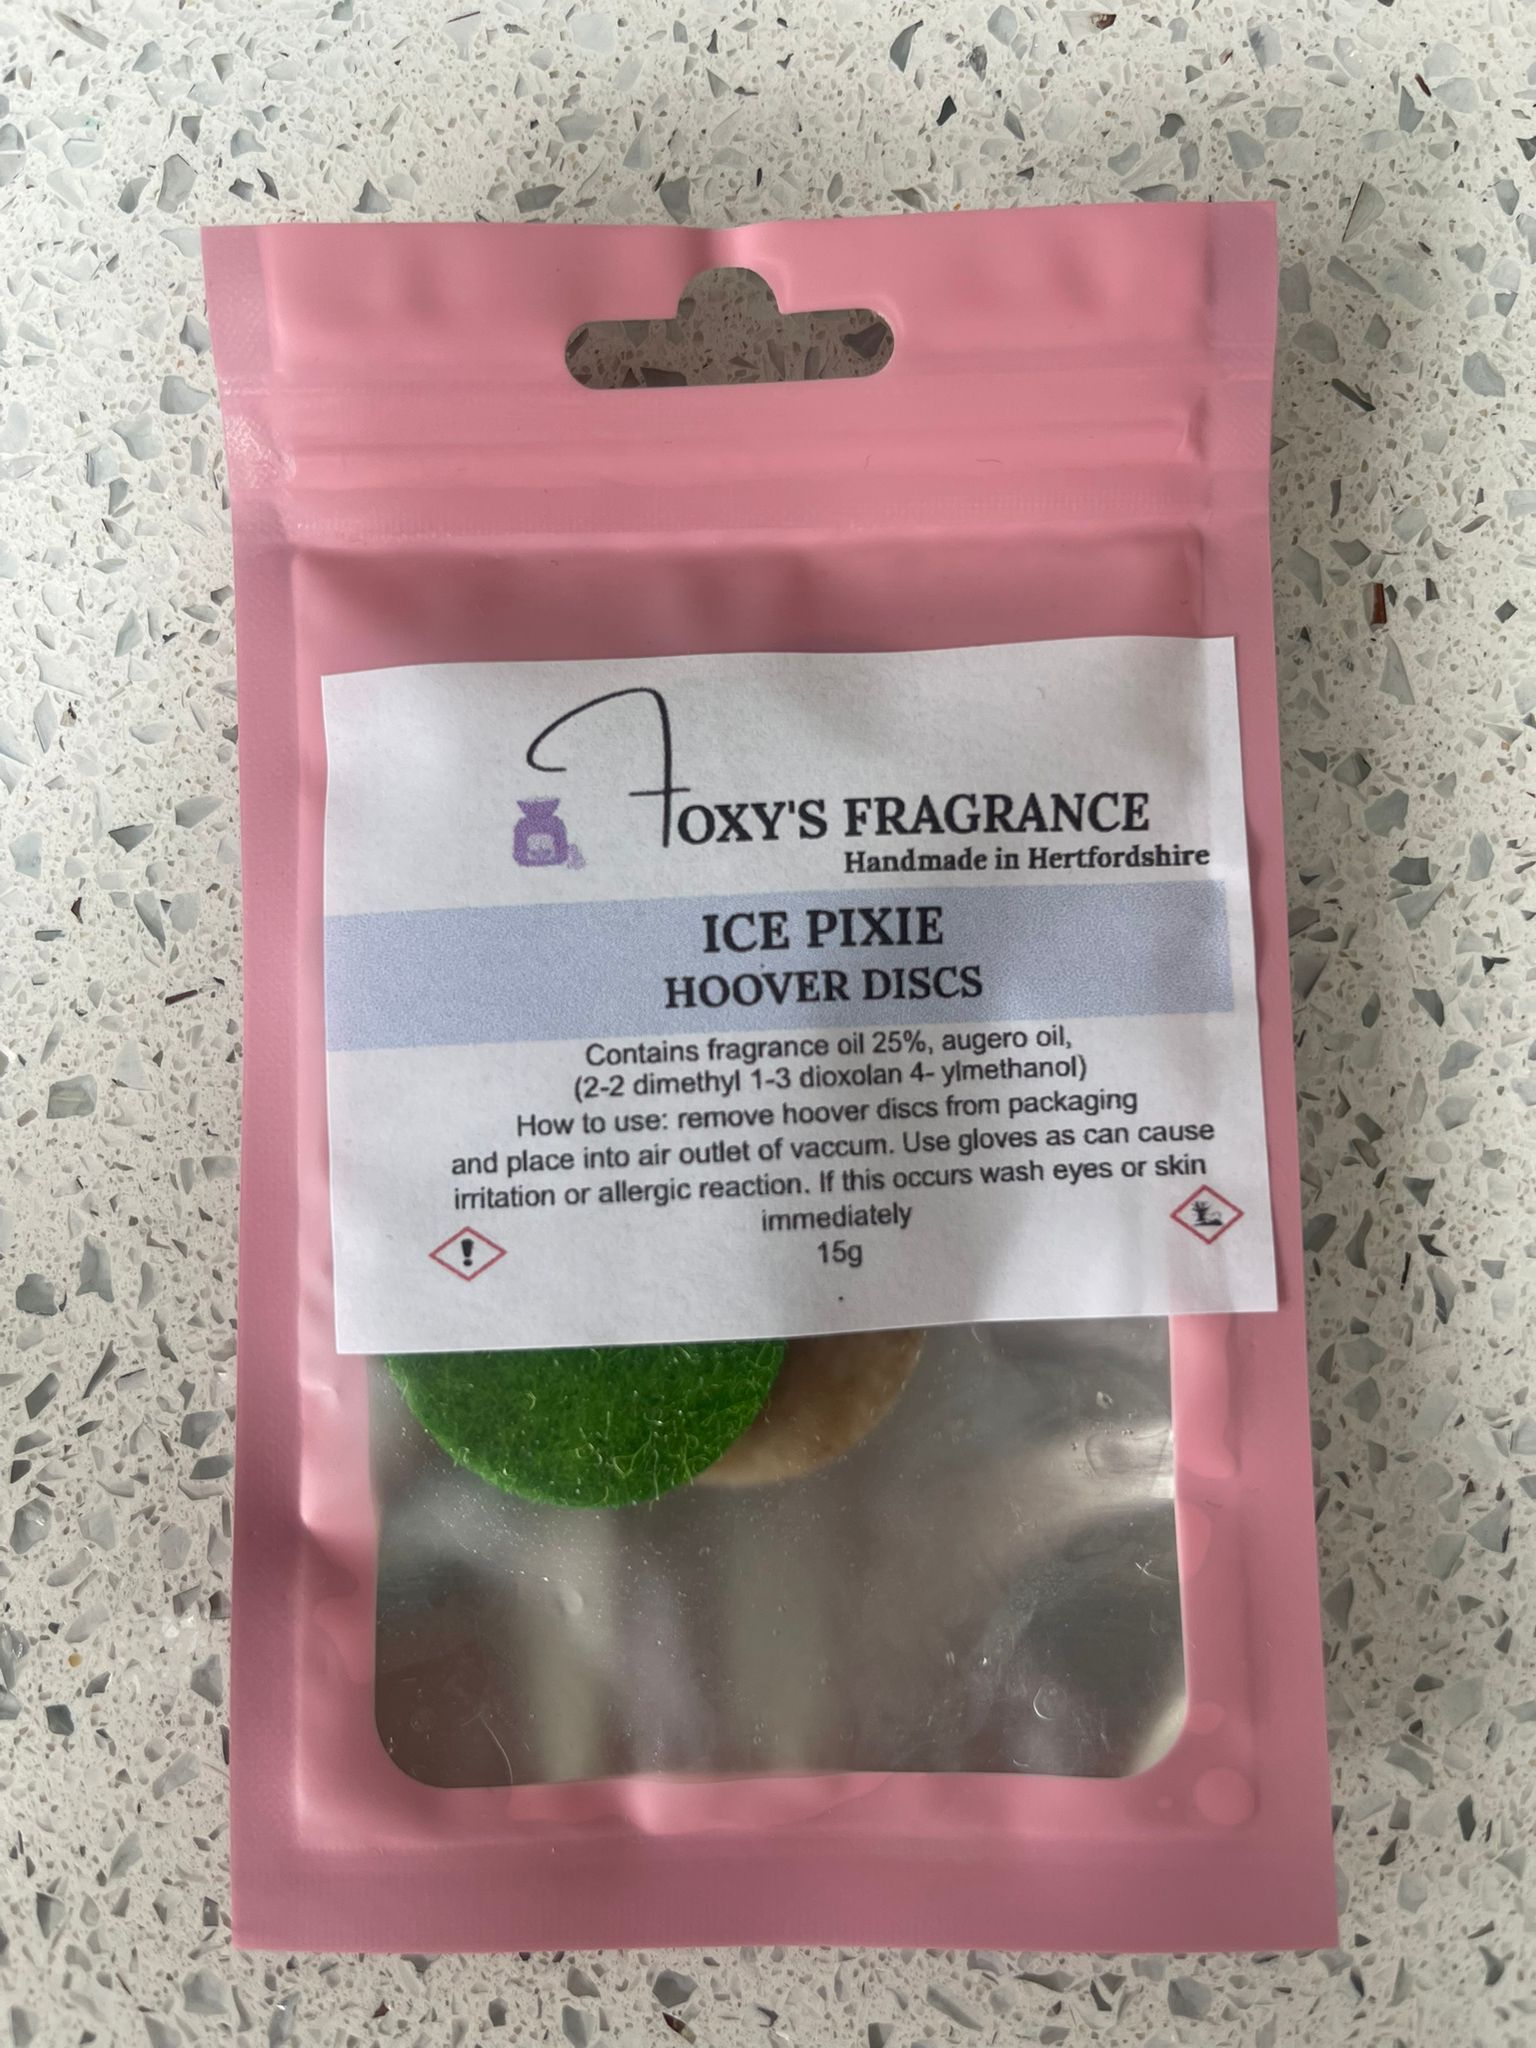 FOXY'S FRAGRANCE
Handmade in Hertfordshire
ICE PIXIE
HOOVER DISCS
Contains fragrance oil 25%, augero oil,
(2-2 dimethyl 1-3 dioxolan 4- ylmethanol)
How to use: remove hoover discs from packaging
and place into air outlet of vaccum. Use gloves as can cause
irritation or allergic reaction. If this occurs wash eyes or skin
immediately
15g